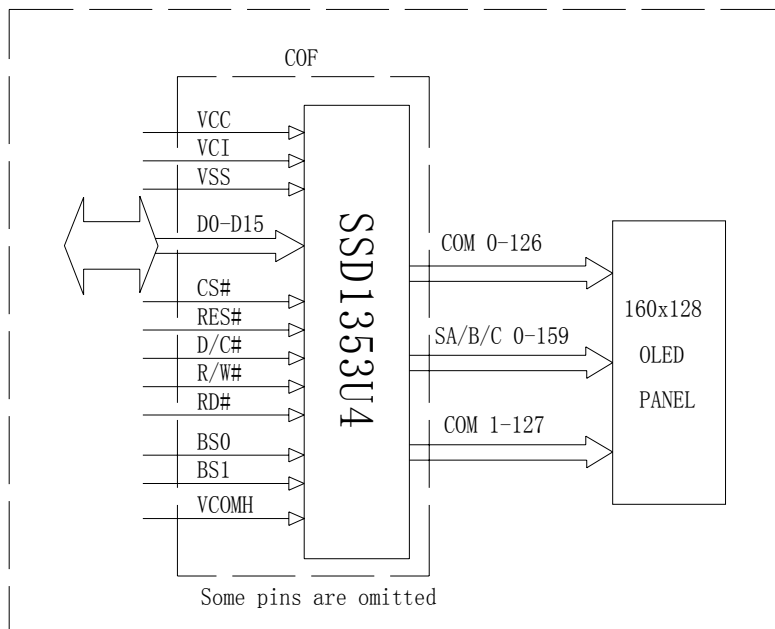 COF
VCC
VCI
VSS
D0-D15
CS#
RES#
D/C#
R/W#
RD#
BS0
BS1
VCOMH
SSD1353U4
COM 0-126
SA/B/C 0-159
COM 1-127
160x128
OLED
PANEL
Some pins are omitted